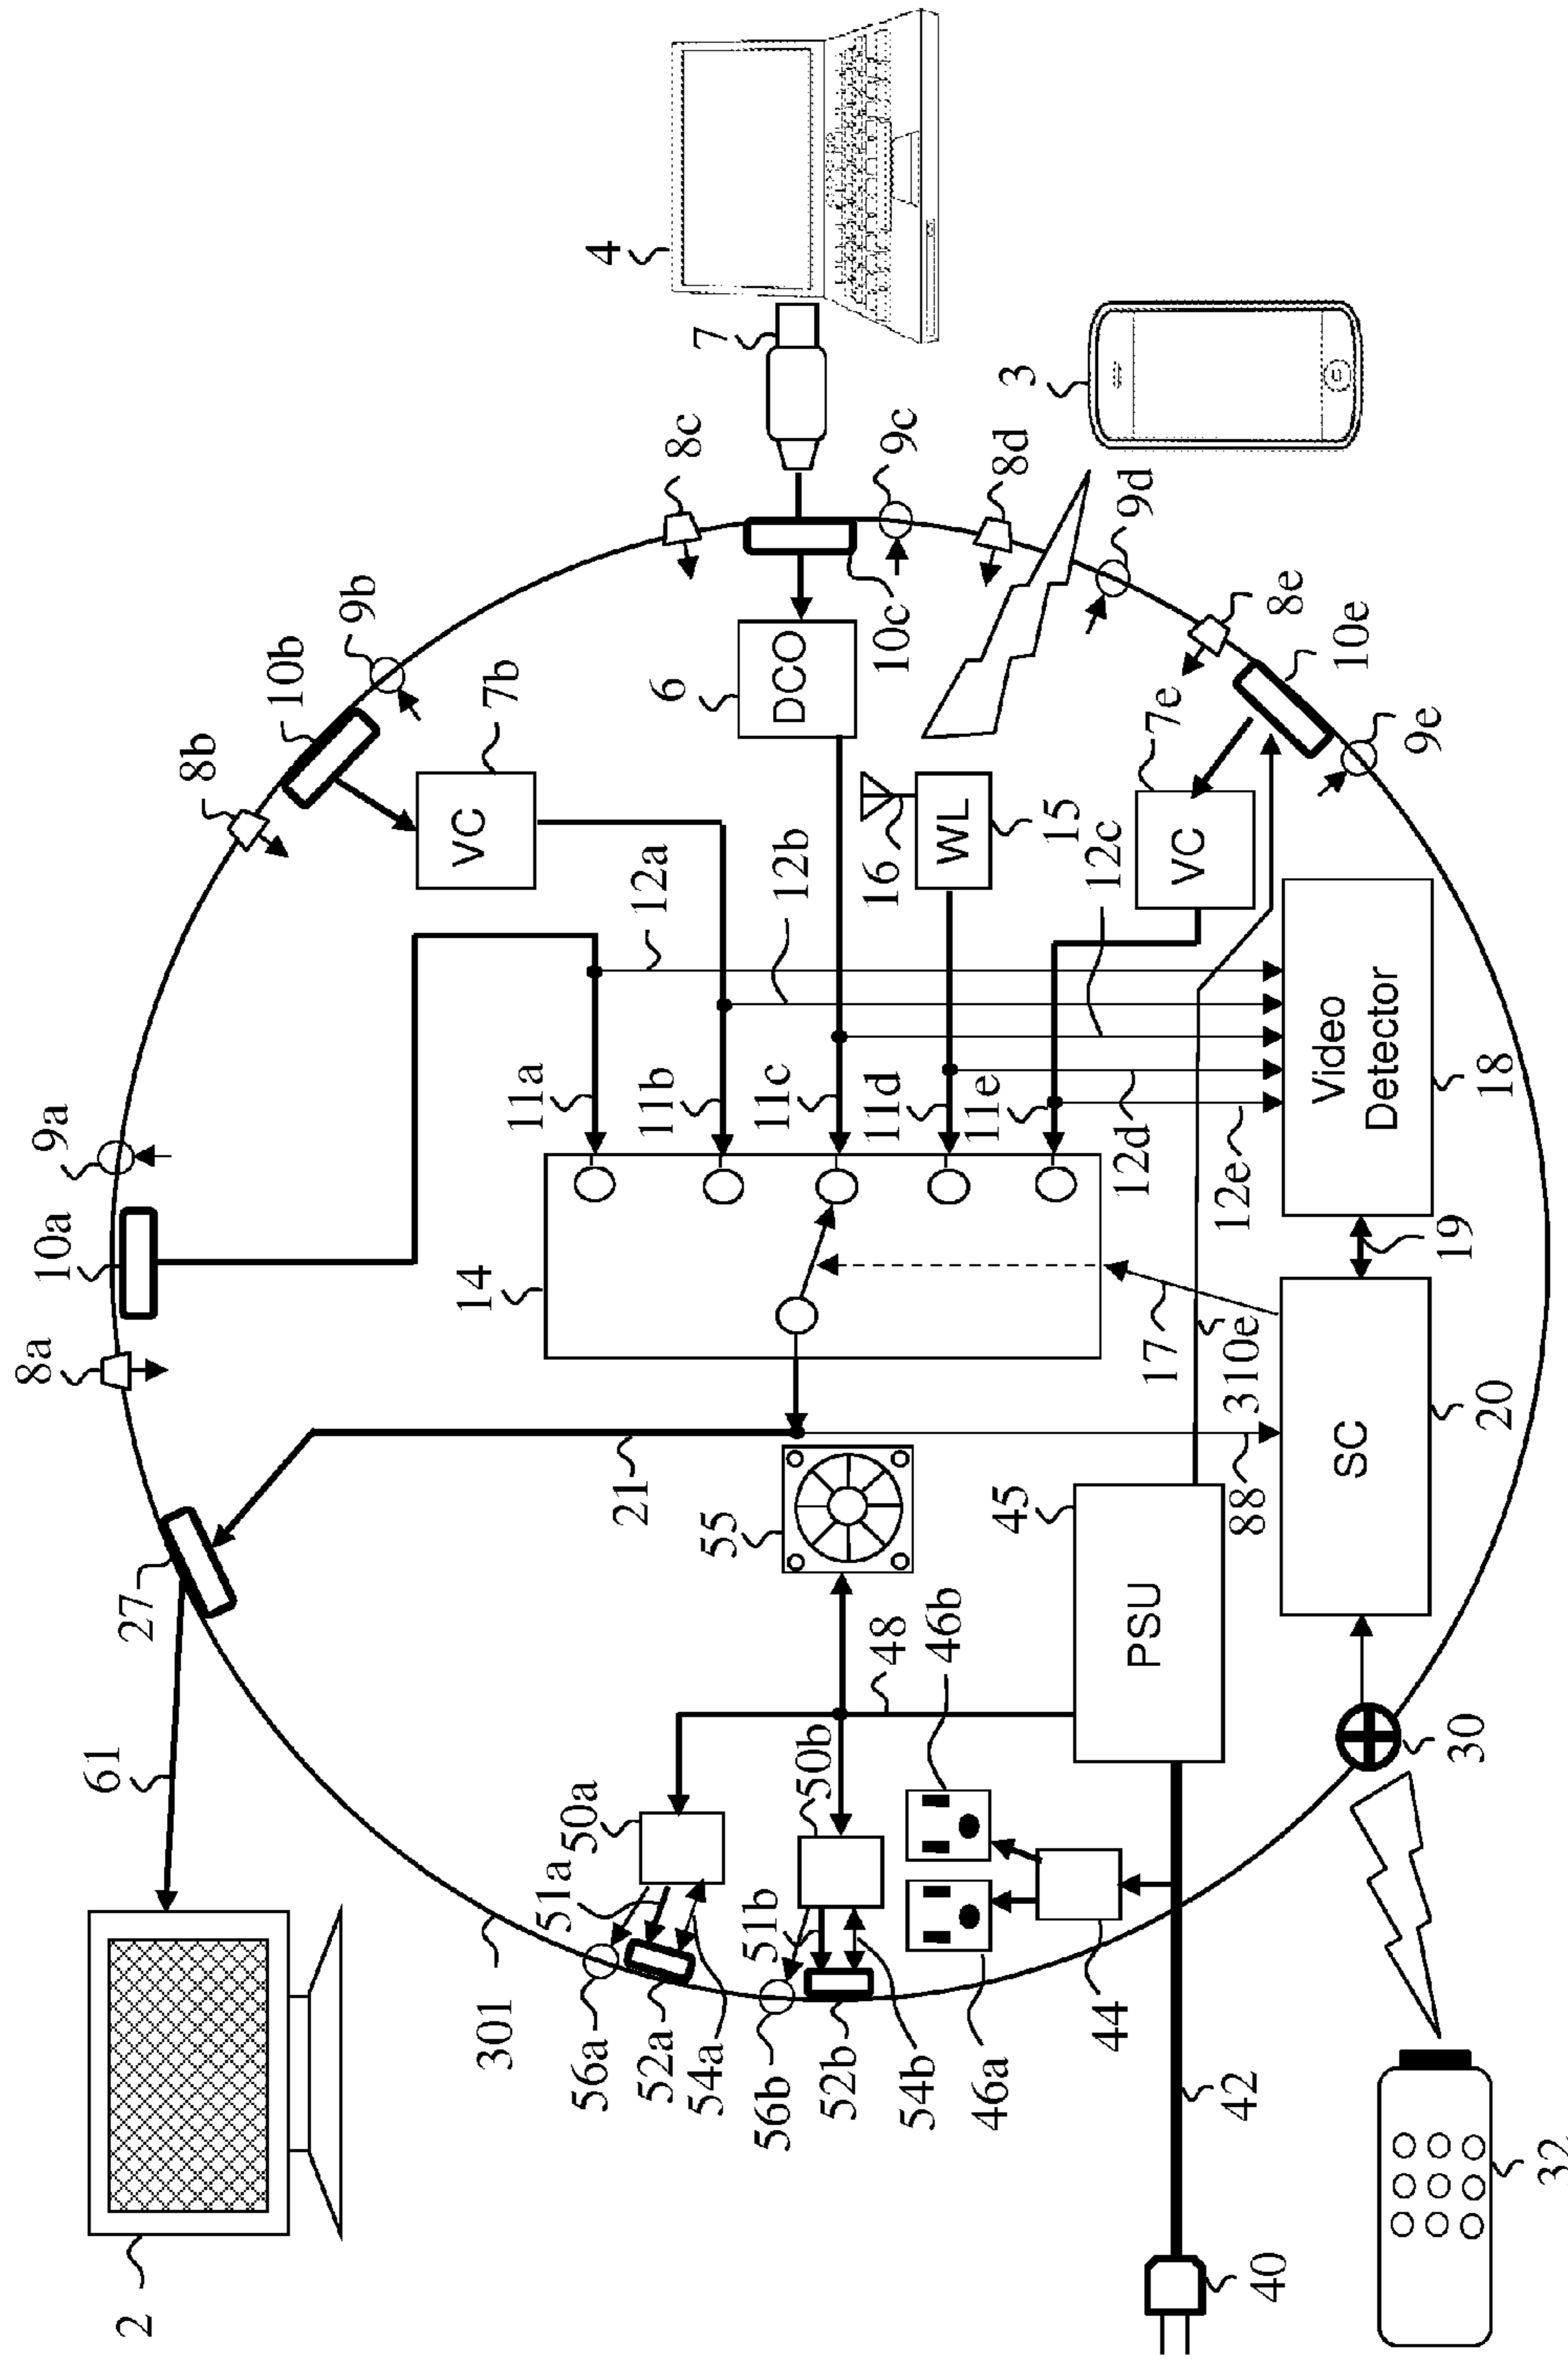 8a
10a
9a
61
2
27
8b
10b
9b
14
VC
7b
301
11a
51a
50a
56a
4
21
12a
52a
11b
6
8c
54a
55
7
51b
56b
11c
12b
DCO
50b
52b
48
11d
16
10c
9c
54b
46b
WL
46a
11e
45
8d
3
15
44
12c
12d
9d
PSU
17
7e
VC
12e
42
310e
88
40
8e
Video
Detector
SC
10e
9e
19
30
20
18
32